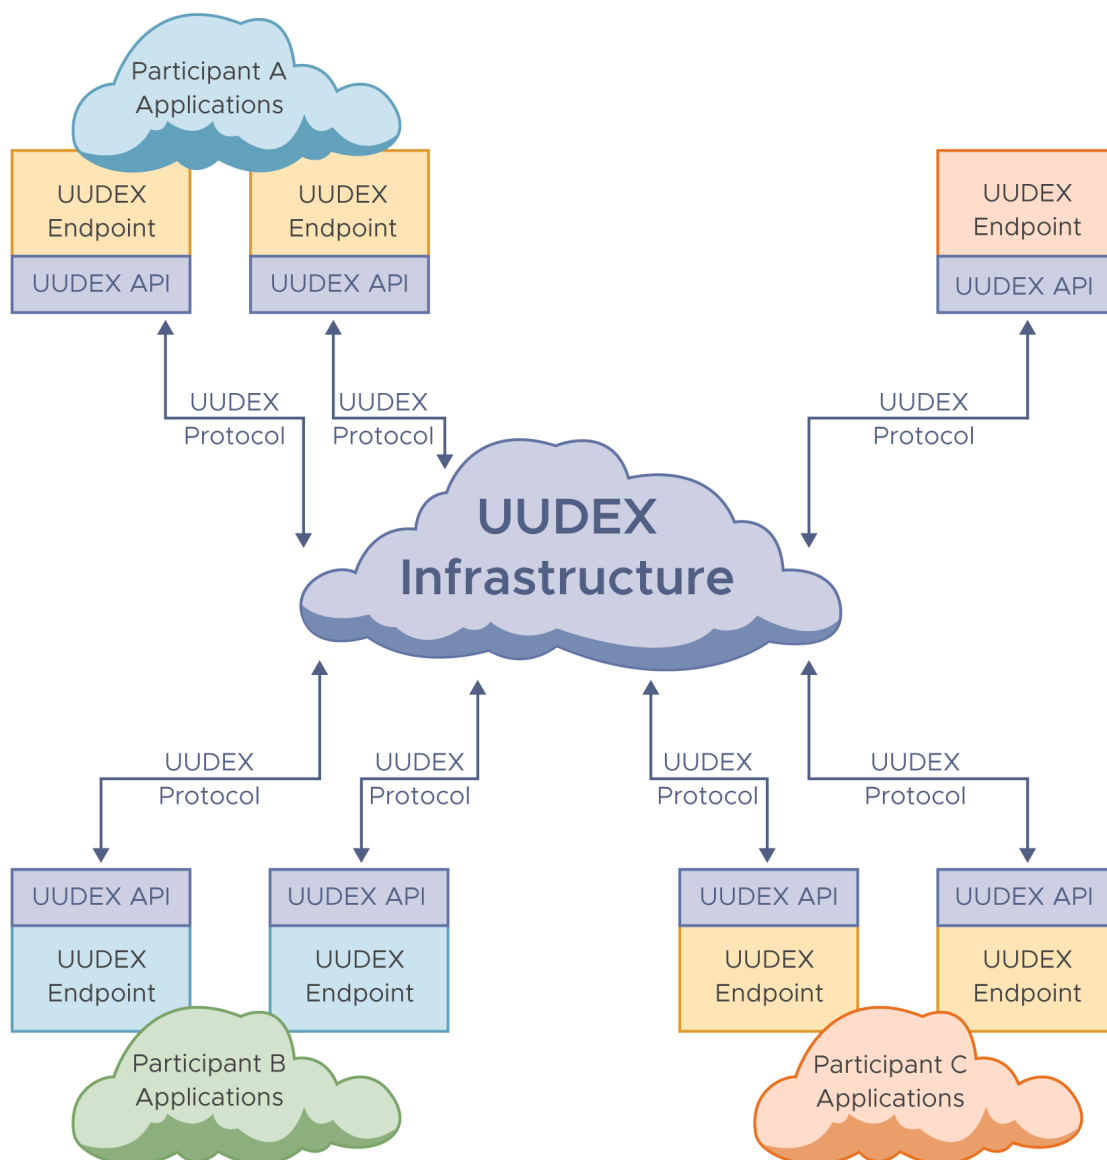 Participant A
Applications
UUDEX
Endpoint
UUDEX API
UUDEX
Endpoint
UUDEX API
UUDEX
Endpoint
UUDEX API
UUDEX
Protocol
UUDEX
Protocol
UUDEX
Protocol
UUDEX
Infrastructure
UUDEX
Protocol
UUDEX
Protocol
UUDEX
Protocol
UUDEX
Protocol
UUDEX API
UUDEX
Endpoint
UUDEX API
UUDEX
Endpoint
UUDEX API
UUDEX
Endpoint
UUDEX API
UUDEX
Endpoint
Participant B
Applications
Participant C
Applications